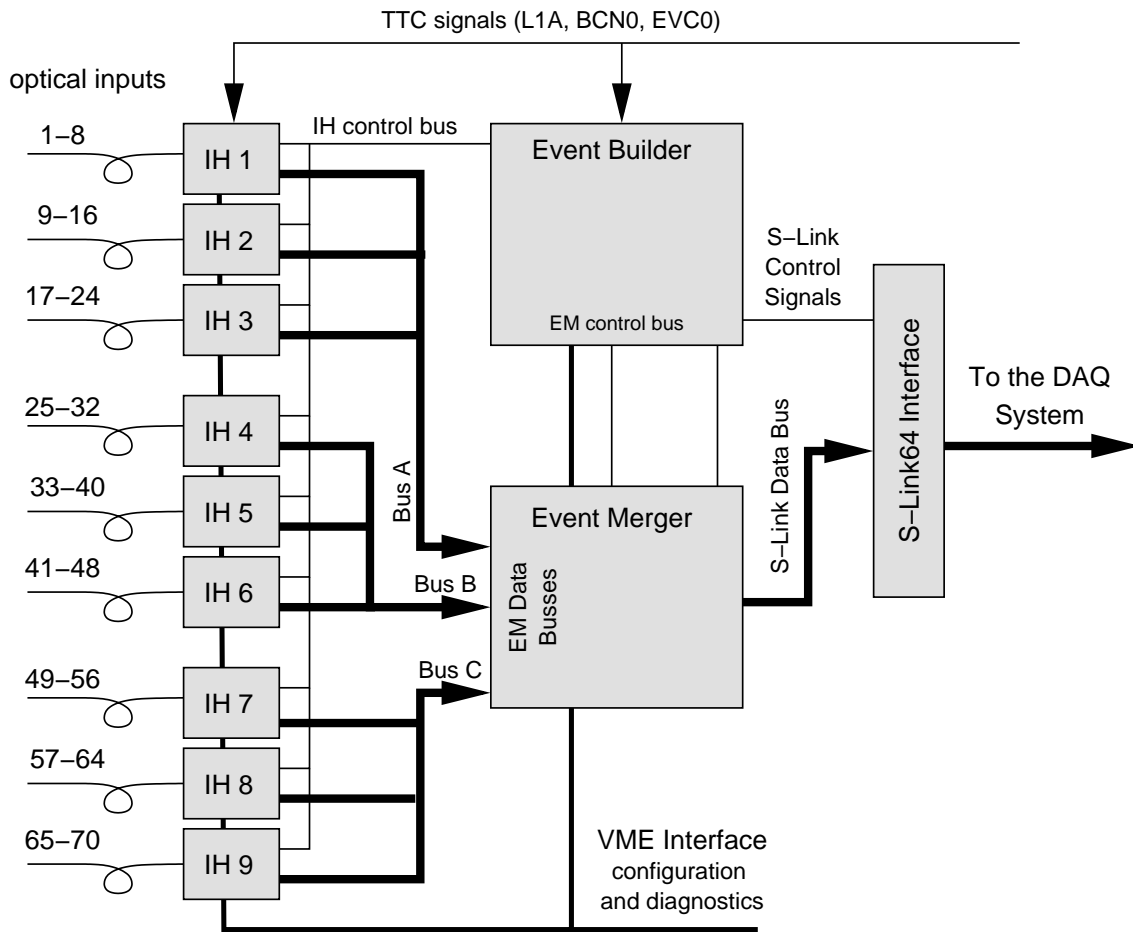 TTC signals (L1A, BCN0, EVC0)
optical inputs
1−8
IH 1
IH control bus
Event Builder
9−16
IH 2
S−Link
Control
Signals
17−24
IH 3
EM control bus
S−Link64 Interface
To the DAQ
System
25−32
IH 4
Bus A
S−Link Data Bus
33−40
IH 5
Event Merger
41−48
IH 6
Bus B
EM Data
Busses
49−56
IH 7
Bus C
57−64
IH 8
65−70
IH 9
VME Interface
configuration
and diagnostics